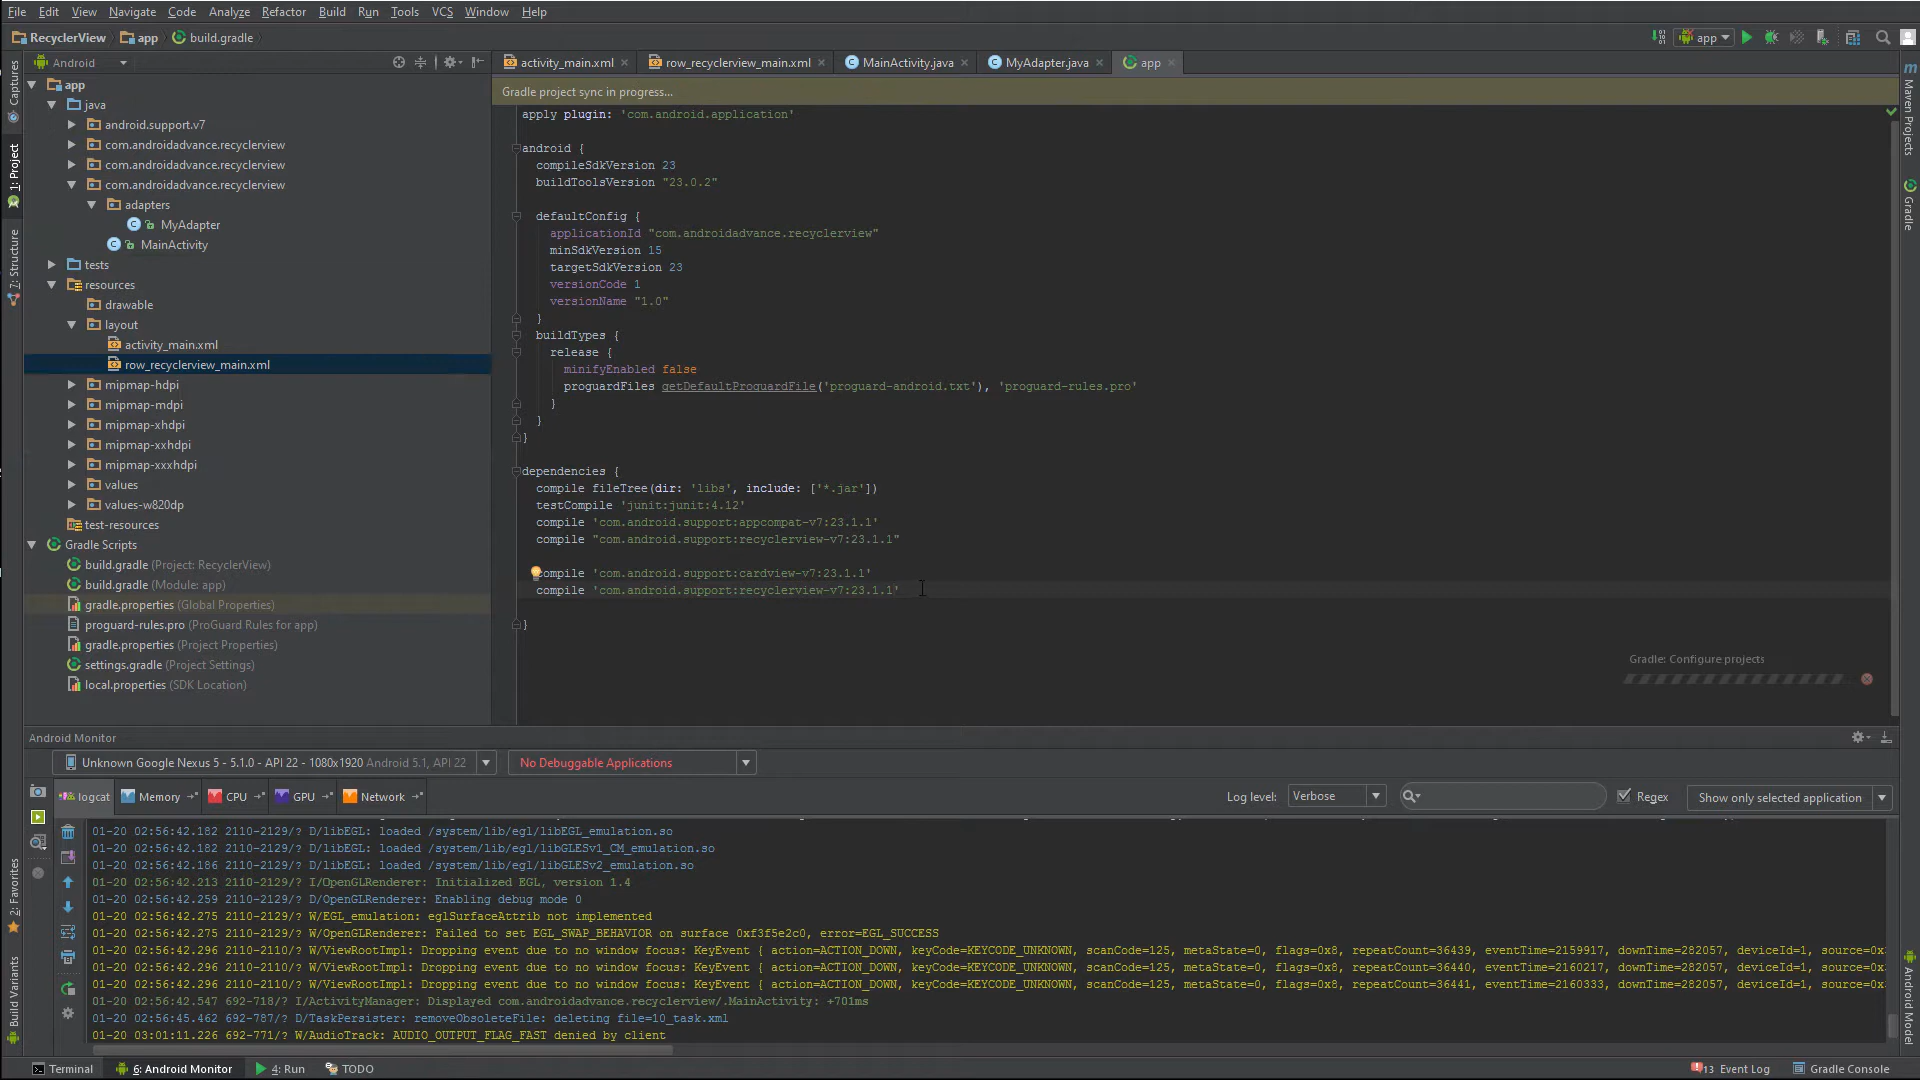 File Edit View Navigate Code Analyze Refactor Build Run Tools VCS Window Help
RecyclerView app build.gradle
app
Android
activity_main.xml row_recyclerview_main.xml MainActivity.java MyAdapter.java app
Gradle project sync in progress...
Captures
1: Project
7: Structure
2: Favorites
Build Variants
app
java
android.support.v7
com.androidadvance.recyclerview
com.androidadvance.recyclerview
com.androidadvance.recyclerview
adapters
MyAdapter
MainActivity
tests
resources
drawable
layout
activity_main.xml
row_recyclerview_main.xml
mipmap-hdpi
mipmap-mdpi
mipmap-xhdpi
mipmap-xxhdpi
mipmap-xxxhdpi
values
values-w820dp
test-resources
Gradle Scripts
build.gradle (Project: RecyclerView)
build.gradle (Module: app)
gradle.properties (Global Properties)
proguard-rules.pro (ProGuard Rules for app)
gradle.properties (Project Properties)
settings.gradle (Project Settings)
local.properties (SDK Location)
apply plugin: 'com.android.application'
android {
compileSdkVersion 23
buildToolsVersion "23.0.2"
defaultConfig {
applicationId "com.androidadvance.recyclerview"
minSdkVersion 15
targetSdkVersion 23
versionCode 1
versionName "1.0"
}
buildTypes {
release {
minifyEnabled false
proguardFiles getDefaultProguardFile('proguard-android.txt'), 'proguard-rules.pro'
}
}
}
dependencies {
compile fileTree(dir: 'libs', include: ['*.jar'])
testCompile 'junit:junit:4.12'
compile 'com.android.support:appcompat-v7:23.1.1'
compile "com.android.support:recyclerview-v7:23.1.1"
compile 'com.android.support:cardview-v7:23.1.1'
compile 'com.android.support:recyclerview-v7:23.1.1'
}
Gradle: Configure projects
Maven Projects
Gradle
Android Model
Android Monitor
Unknown Google Nexus 5 - 5.1.0 - API 22 - 1080x1920 Android 5.1, API 22 No Debuggable Applications
logcat Memory CPU GPU Network Log level: Verbose Regex Show only selected application
01-20 02:56:42.182 2110-2129/? D/libEGL: loaded /system/lib/egl/libEGL_emulation.so
01-20 02:56:42.182 2110-2129/? D/libEGL: loaded /system/lib/egl/libGLESv1_CM_emulation.so
01-20 02:56:42.186 2110-2129/? D/libEGL: loaded /system/lib/egl/libGLESv2_emulation.so
01-20 02:56:42.213 2110-2129/? I/OpenGLRenderer: Initialized EGL, version 1.4
01-20 02:56:42.259 2110-2129/? D/OpenGLRenderer: Enabling debug mode 0
01-20 02:56:42.275 2110-2129/? W/EGL_emulation: eglSurfaceAttrib not implemented
01-20 02:56:42.275 2110-2129/? W/OpenGLRenderer: Failed to set EGL_SWAP_BEHAVIOR on surface 0xf3f5e2c0, error=EGL_SUCCESS
01-20 02:56:42.296 2110-2110/? W/ViewRootImpl: Dropping event due to no window focus: KeyEvent { action=ACTION_DOWN, keyCode=KEYCODE_UNKNOWN, scanCode=125, metaState=0, flags=0x8, repeatCount=36439, eventTime=2159917, downTime=282057, deviceId=1, source=0x
01-20 02:56:42.296 2110-2110/? W/ViewRootImpl: Dropping event due to no window focus: KeyEvent { action=ACTION_DOWN, keyCode=KEYCODE_UNKNOWN, scanCode=125, metaState=0, flags=0x8, repeatCount=36440, eventTime=2160217, downTime=282057, deviceId=1, source=0x
01-20 02:56:42.296 2110-2110/? W/ViewRootImpl: Dropping event due to no window focus: KeyEvent { action=ACTION_DOWN, keyCode=KEYCODE_UNKNOWN, scanCode=125, metaState=0, flags=0x8, repeatCount=36441, eventTime=2160333, downTime=282057, deviceId=1, source=0x
01-20 02:56:42.547 692-718/? I/ActivityManager: Displayed com.androidadvance.recyclerview/.MainActivity: +701ms
01-20 02:56:45.462 692-787/? D/TaskPersister: removeObsoleteFile: deleting file=10_task.xml
01-20 03:01:11.226 692-771/? W/AudioTrack: AUDIO_OUTPUT_FLAG_FAST denied by client
Terminal 6: Android Monitor 4: Run TODO 13 Event Log Gradle Console